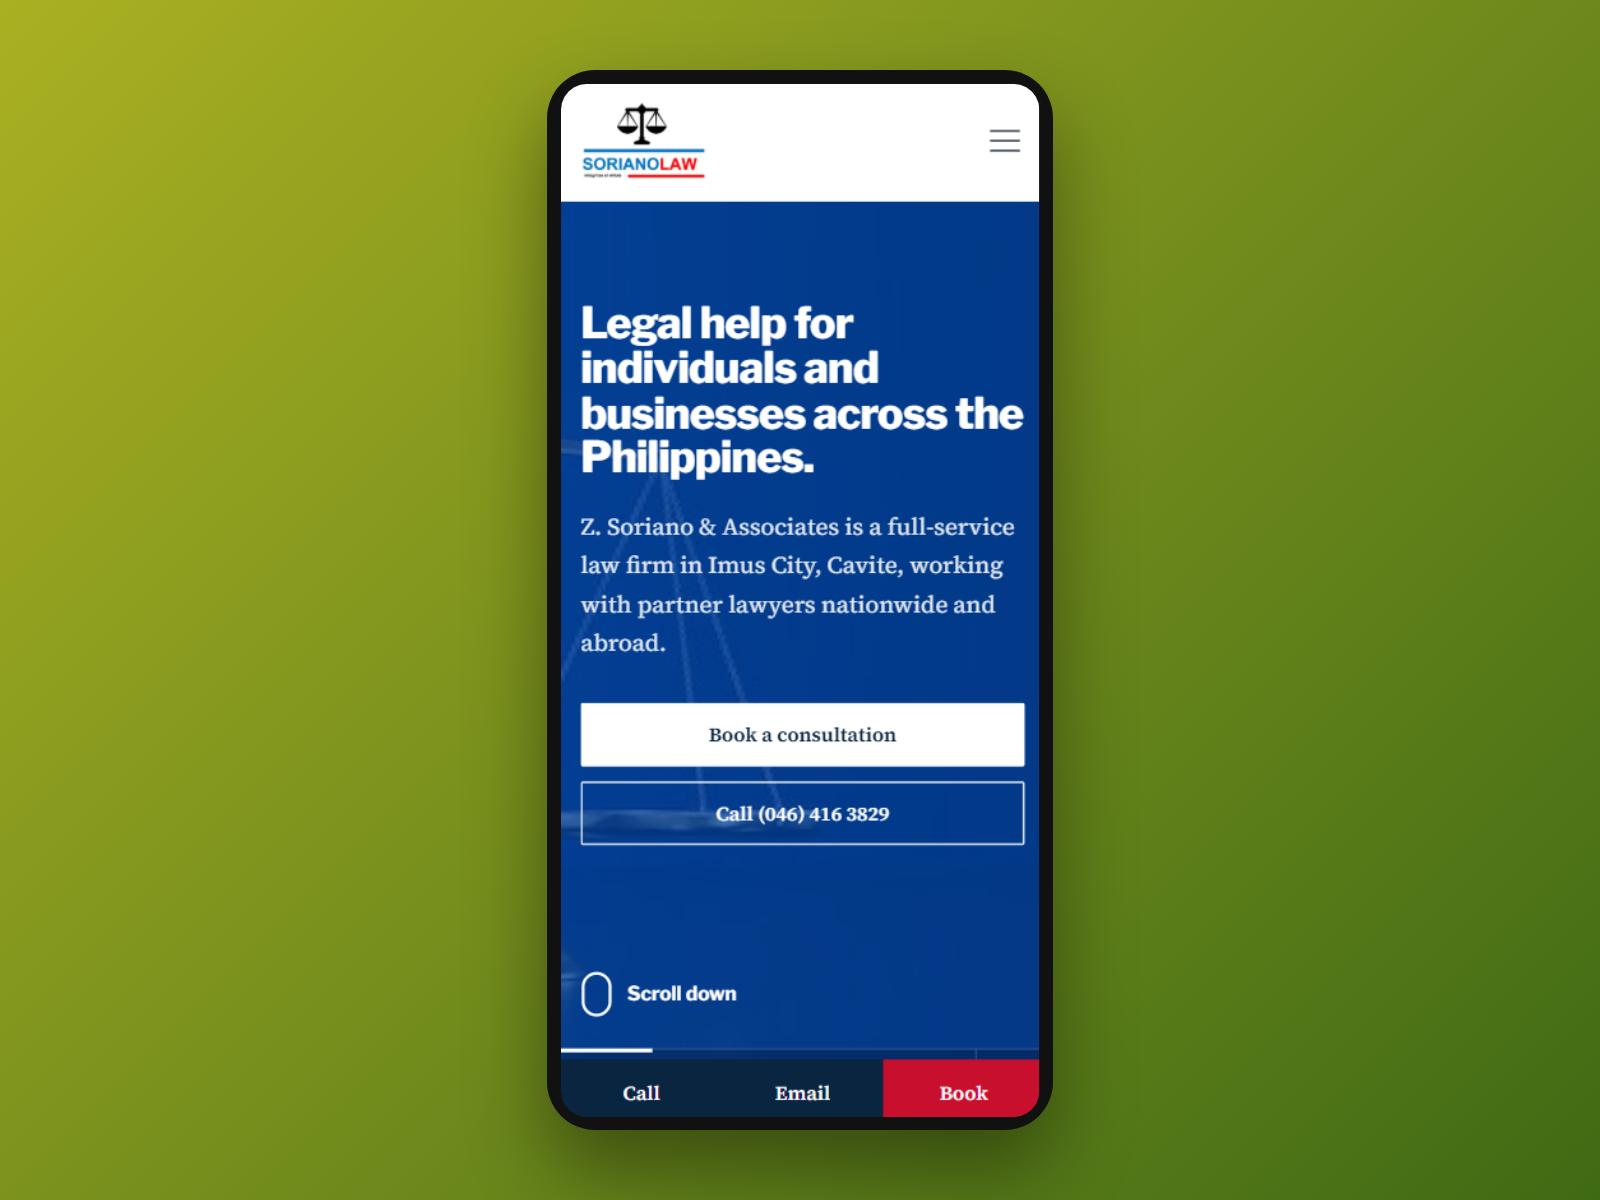 SORIANOLAW
Legal help for
individuals and
businesses across the
Philippines.
Z. Soriano & Associates is a full-service
law firm in Imus City, Cavite, working
with partner lawyers nationwide and
abroad.
Book a consultation
Call (046) 416 3829
Scroll down
Call Email Book